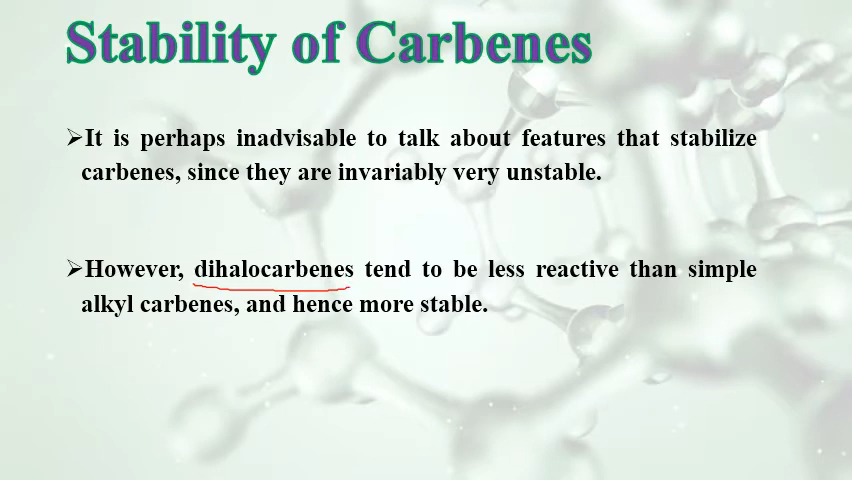 Stability of Carbenes
➢It is perhaps inadvisable to talk about features that stabilize
carbenes, since they are invariably very unstable.
➢However, dihalocarbenes tend to be less reactive than simple
alkyl carbenes, and hence more stable.